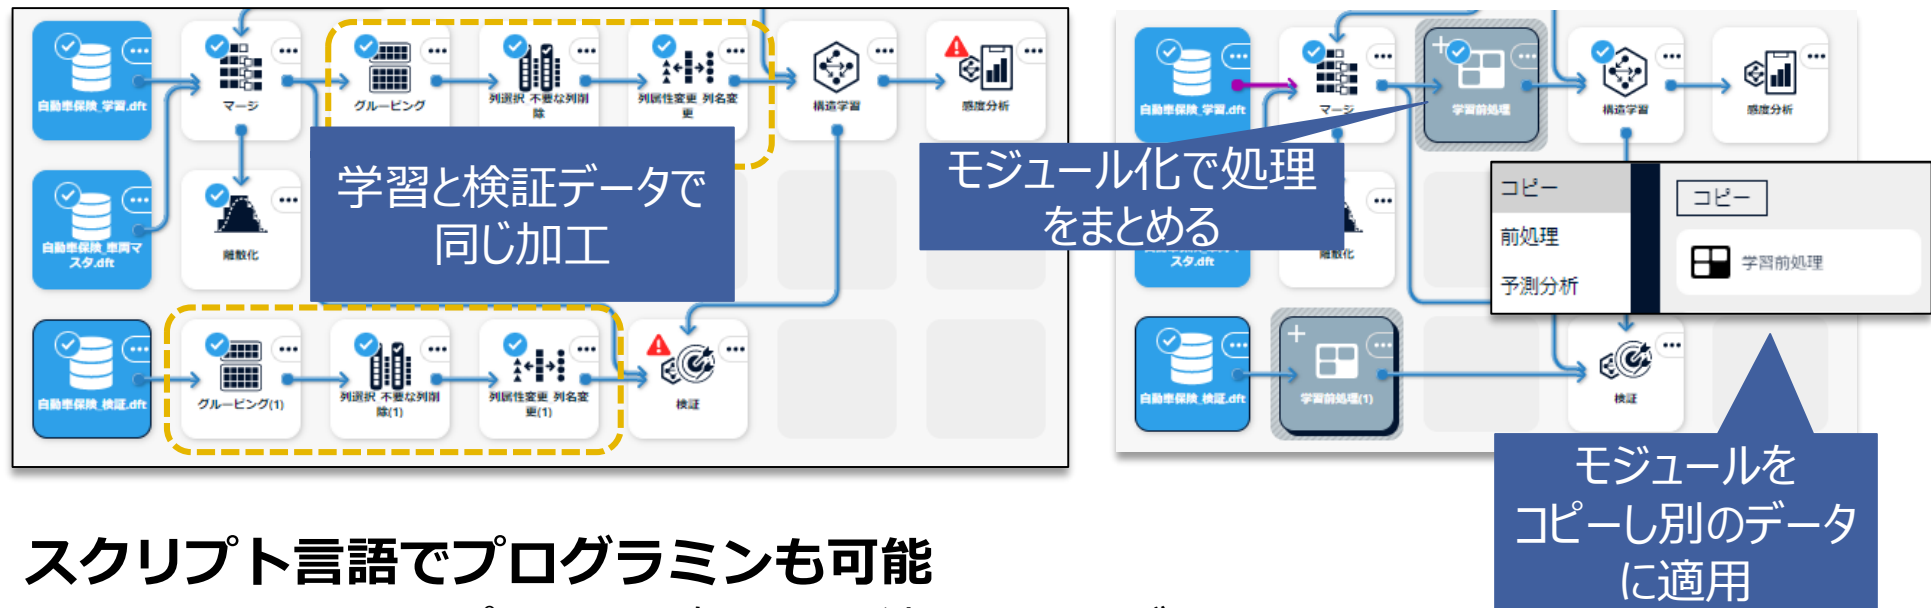 自動車保険_学習.dft
マージ
グルーピング
列選択 不要な列削
除
列属性変更 列名変
更
構造学習
感度分析
学習と検証データで
同じ加工
自動車保険_車両マ
スタ.dft
離散化
自動車保険_検証.dft
グルーピング(1)
列選択 不要な列削
除(1)
列属性変更 列名変
更(1)
検証
自動車保険_学習.dft
マージ
学習前処理
構造学習
感度分析
モジュール化で処理
をまとめる
スタ.dft
離散化
コピー
前処理
予測分析
コピー
学習前処理
自動車保険_検証.dft
学習前処理(1)
検証
モジュールを
コピーし別のデータ
に適用
スクリプト言語でプログラミンも可能